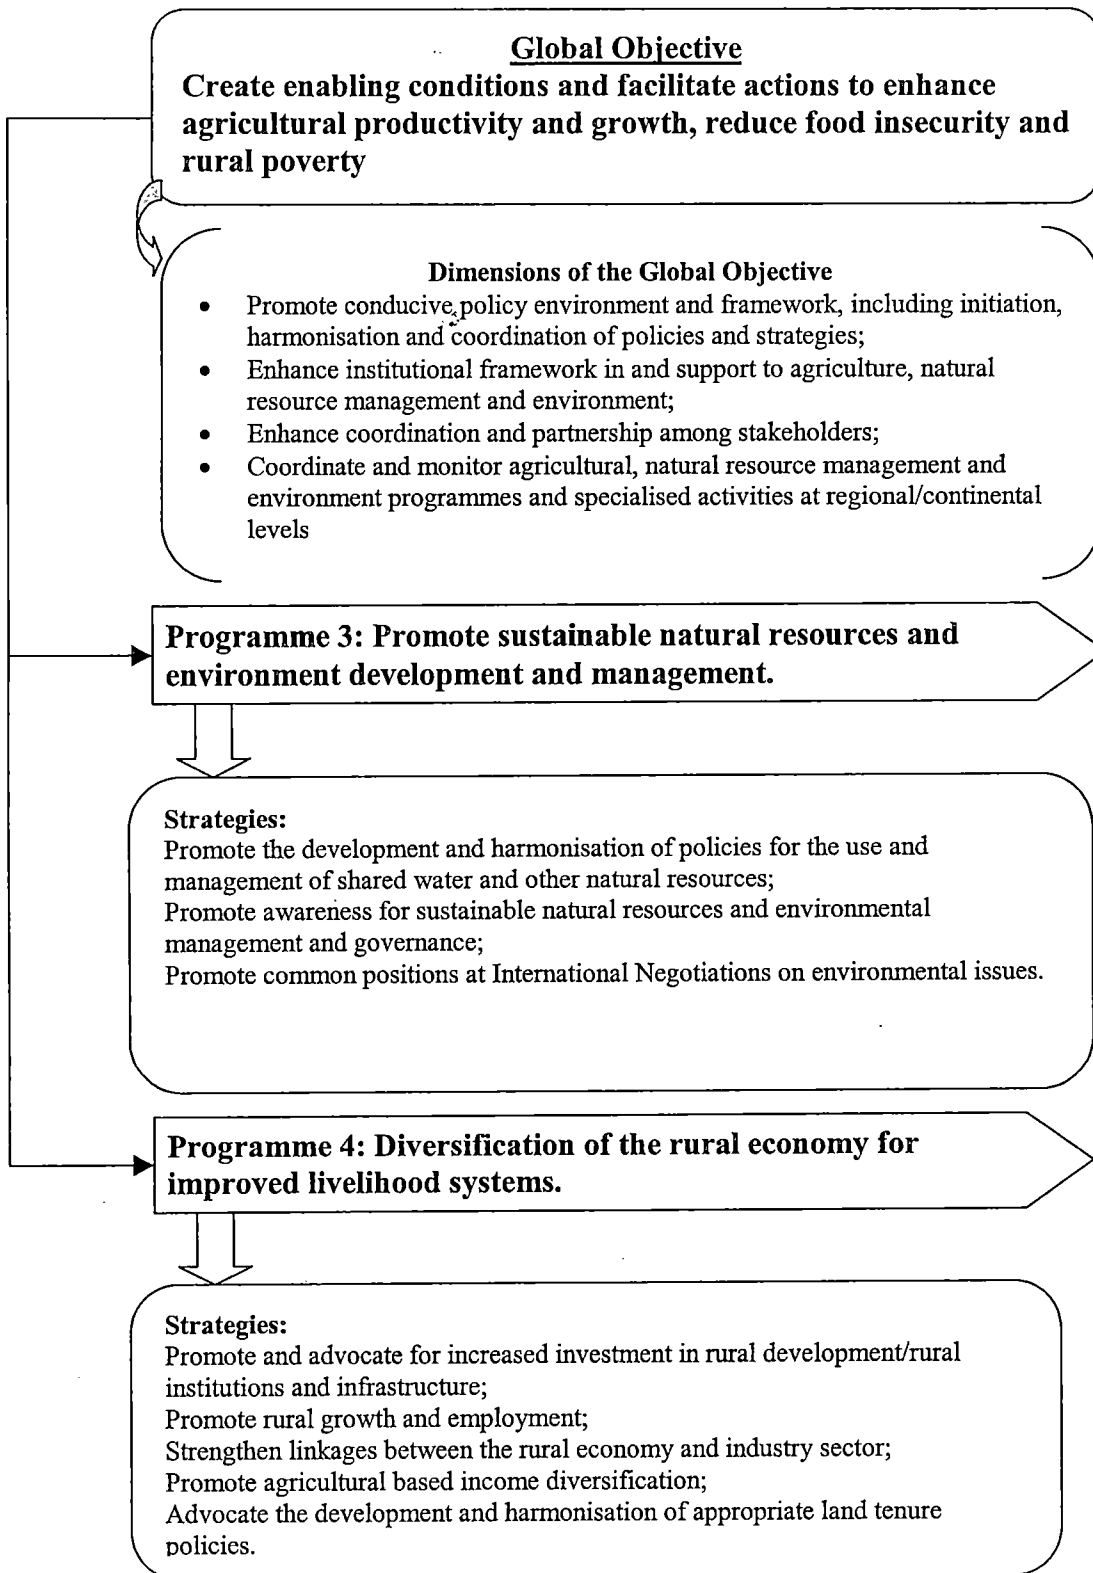 Global Objective
Create enabling conditions and facilitate actions to enhance
agricultural productivity and growth, reduce food insecurity and
rural poverty
Dimensions of the Global Objective
• Promote conducive policy environment and framework, including initiation,
harmonisation and coordination of policies and strategies;
• Enhance institutional framework in and support to agriculture, natural
resource management and environment;
• Enhance coordination and partnership among stakeholders;
• Coordinate and monitor agricultural, natural resource management and
environment programmes and specialised activities at regional/continental
levels
Programme 3: Promote sustainable natural resources and
environment development and management.
Strategies:
Promote the development and harmonisation of policies for the use and
management of shared water and other natural resources;
Promote awareness for sustainable natural resources and environmental
management and governance;
Promote common positions at International Negotiations on environmental issues.
Programme 4: Diversification of the rural economy for
improved livelihood systems.
Strategies:
Promote and advocate for increased investment in rural development/rural
institutions and infrastructure;
Promote rural growth and employment;
Strengthen linkages between the rural economy and industry sector;
Promote agricultural based income diversification;
Advocate the development and harmonisation of appropriate land tenure
policies.